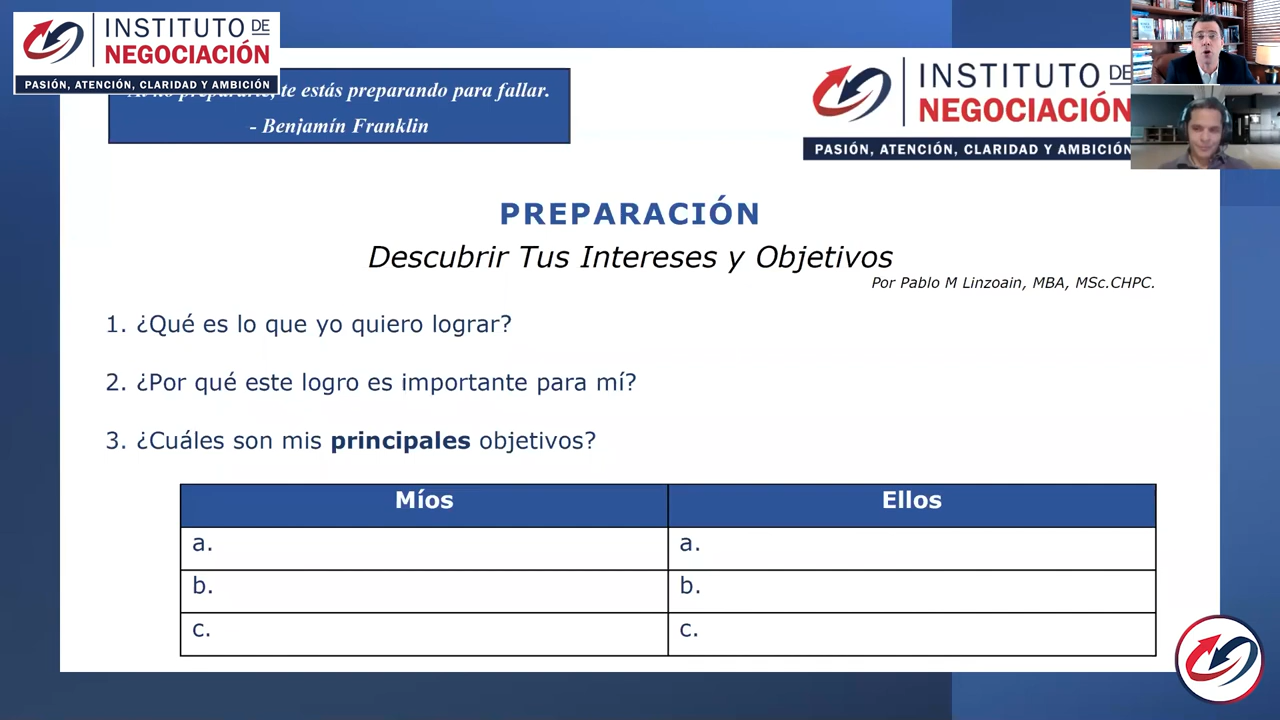 INSTITUTO DE
NEGOCIACIÓN
PASIÓN, ATENCIÓN, CLARIDAD Y AMBICIÓN
te estás preparando para fallar.
- Benjamín Franklin
INSTITUTO DE
NEGOCIACIÓN
PASIÓN, ATENCIÓN, CLARIDAD Y AMBICIÓN
PREPARACIÓN
Descubrir Tus Intereses y Objetivos
Por Pablo M Linzoain, MBA, MSc.CHPC.
1. ¿Qué es lo que yo quiero lograr?
2. ¿Por qué este logro es importante para mí?
3. ¿Cuáles son mis principales objetivos?
Míos Ellos
a. a.
b. b.
c. c.